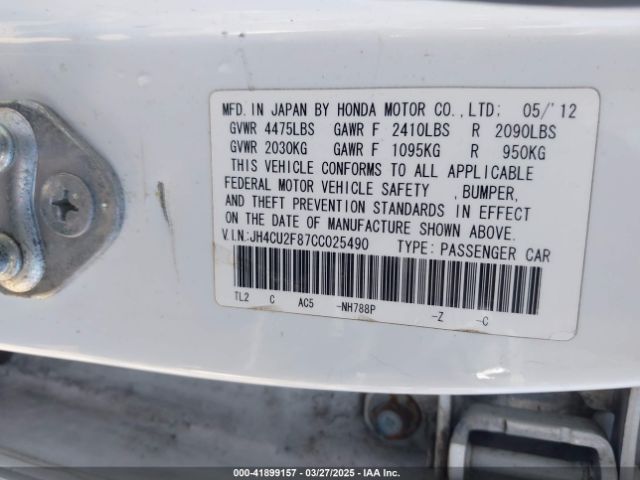 MFD. IN JAPAN BY HONDA MOTOR CO., LTD: 05/'12
GVWR 4475LBS GAWR F 2410LBS R 2090LBS
GVWR 2030KG GAWR F 1095KG R 950KG
THIS VEHICLE CONFORMS TO ALL APPLICABLE
FEDERAL MOTOR VEHICLE SAFETY , BUMPER,
AND THEFT PREVENTION STANDARDS IN EFFECT
ON THE DATE OF MANUFACTURE SHOWN ABOVE.
VIN:JH4CU2F87CC025490 TYPE: PASSENGER CAR
TL2 C AC5 -NH788P -Z -C
000-41899157 - 03/27/2025 - IAA Inc.